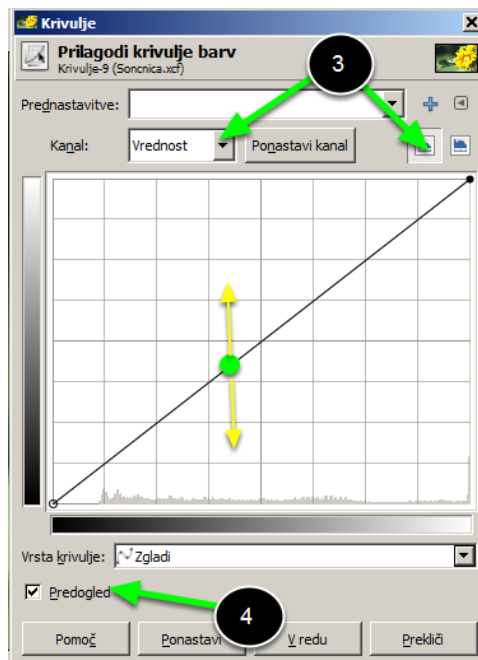 Krivulje
Prilagodi krivulje barv
Krivulje-9 (Soncnica.xcf)
3
Prednastavitve:
Kanal: Vrednost Ponastavi kanal
Vrsta krivulje: Zgladi
Predogled
4
Pomoč Ponastavi V redu Prekliči